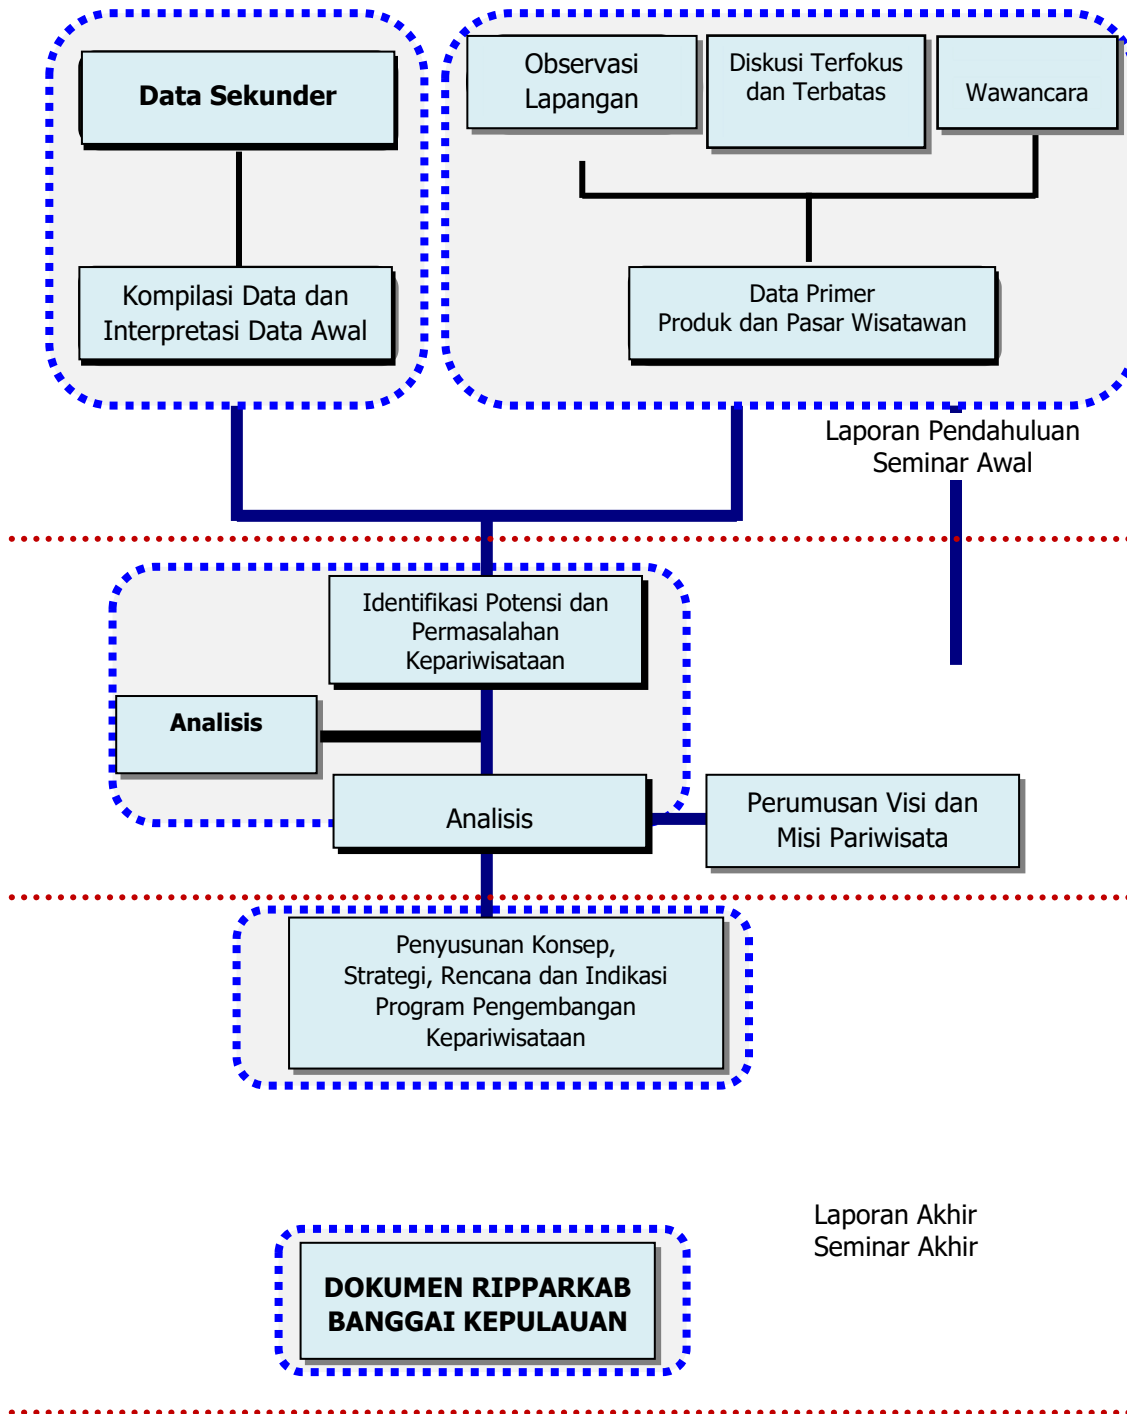 Data Sekunder
Kompilasi Data dan
Interpretasi Data Awal
Observasi
Lapangan
Diskusi Terfokus
dan Terbatas
Wawancara
Data Primer
Produk dan Pasar Wisatawan
Laporan Pendahuluan
Seminar Awal
Identifikasi Potensi dan
Permasalahan
Kepariwisataan
Analisis
Analisis
Perumusan Visi dan
Misi Pariwisata
Penyusunan Konsep,
Strategi, Rencana dan Indikasi
Program Pengembangan
Kepariwisataan
Laporan Akhir
Seminar Akhir
DOKUMEN RIPPARKAB
BANGGAI KEPULAUAN